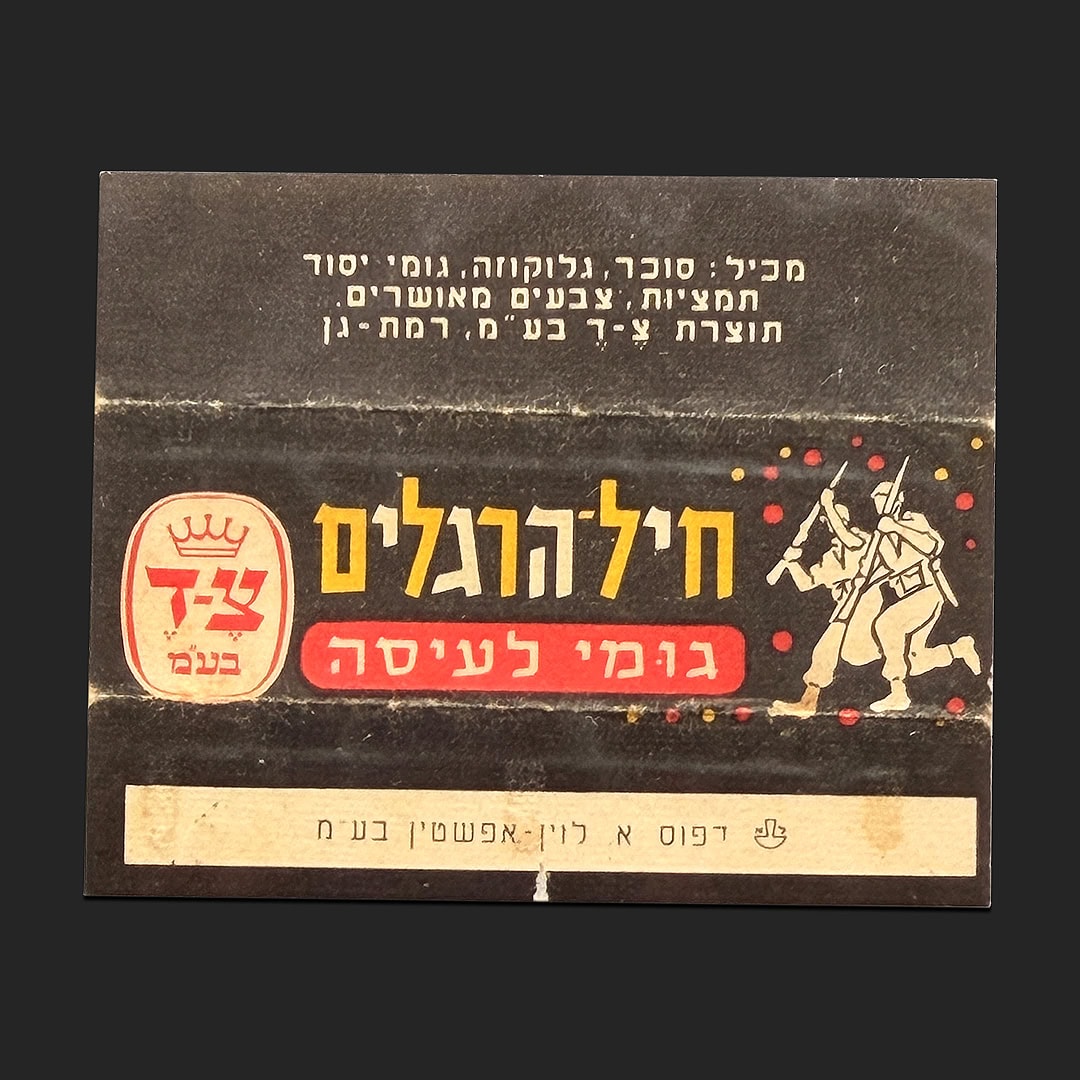 מכיל: סוכר, גלוקוזה, גומי יסוד
תמציות, צבעים מאושרים.
תוצרת צֶ-דֶ בע״מ, רמת-גן
חיל-הרגלים
גומי לעיסה
צֶ-דֶ
בע״מ
דפוס א. לוין-אפשטין בע״מ